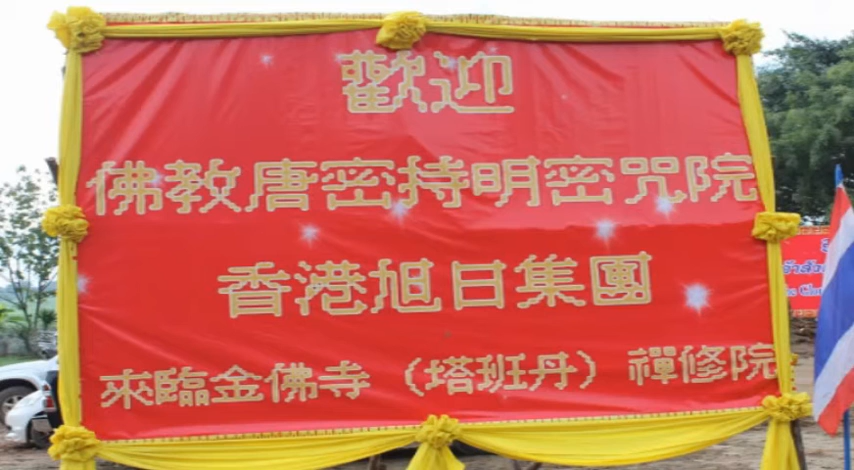 歡迎
佛教唐密持明密咒院
香港旭日集團
來臨金佛寺（塔班丹）禪修院